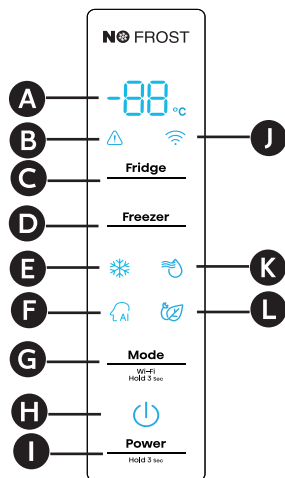 NO FROST
A
-88 °C
B
J
C
Fridge
D
Freezer
E
K
F
AI
L
G
Mode
Wi-Fi
Hold 3 sec
H
I
Power
Hold 3 sec